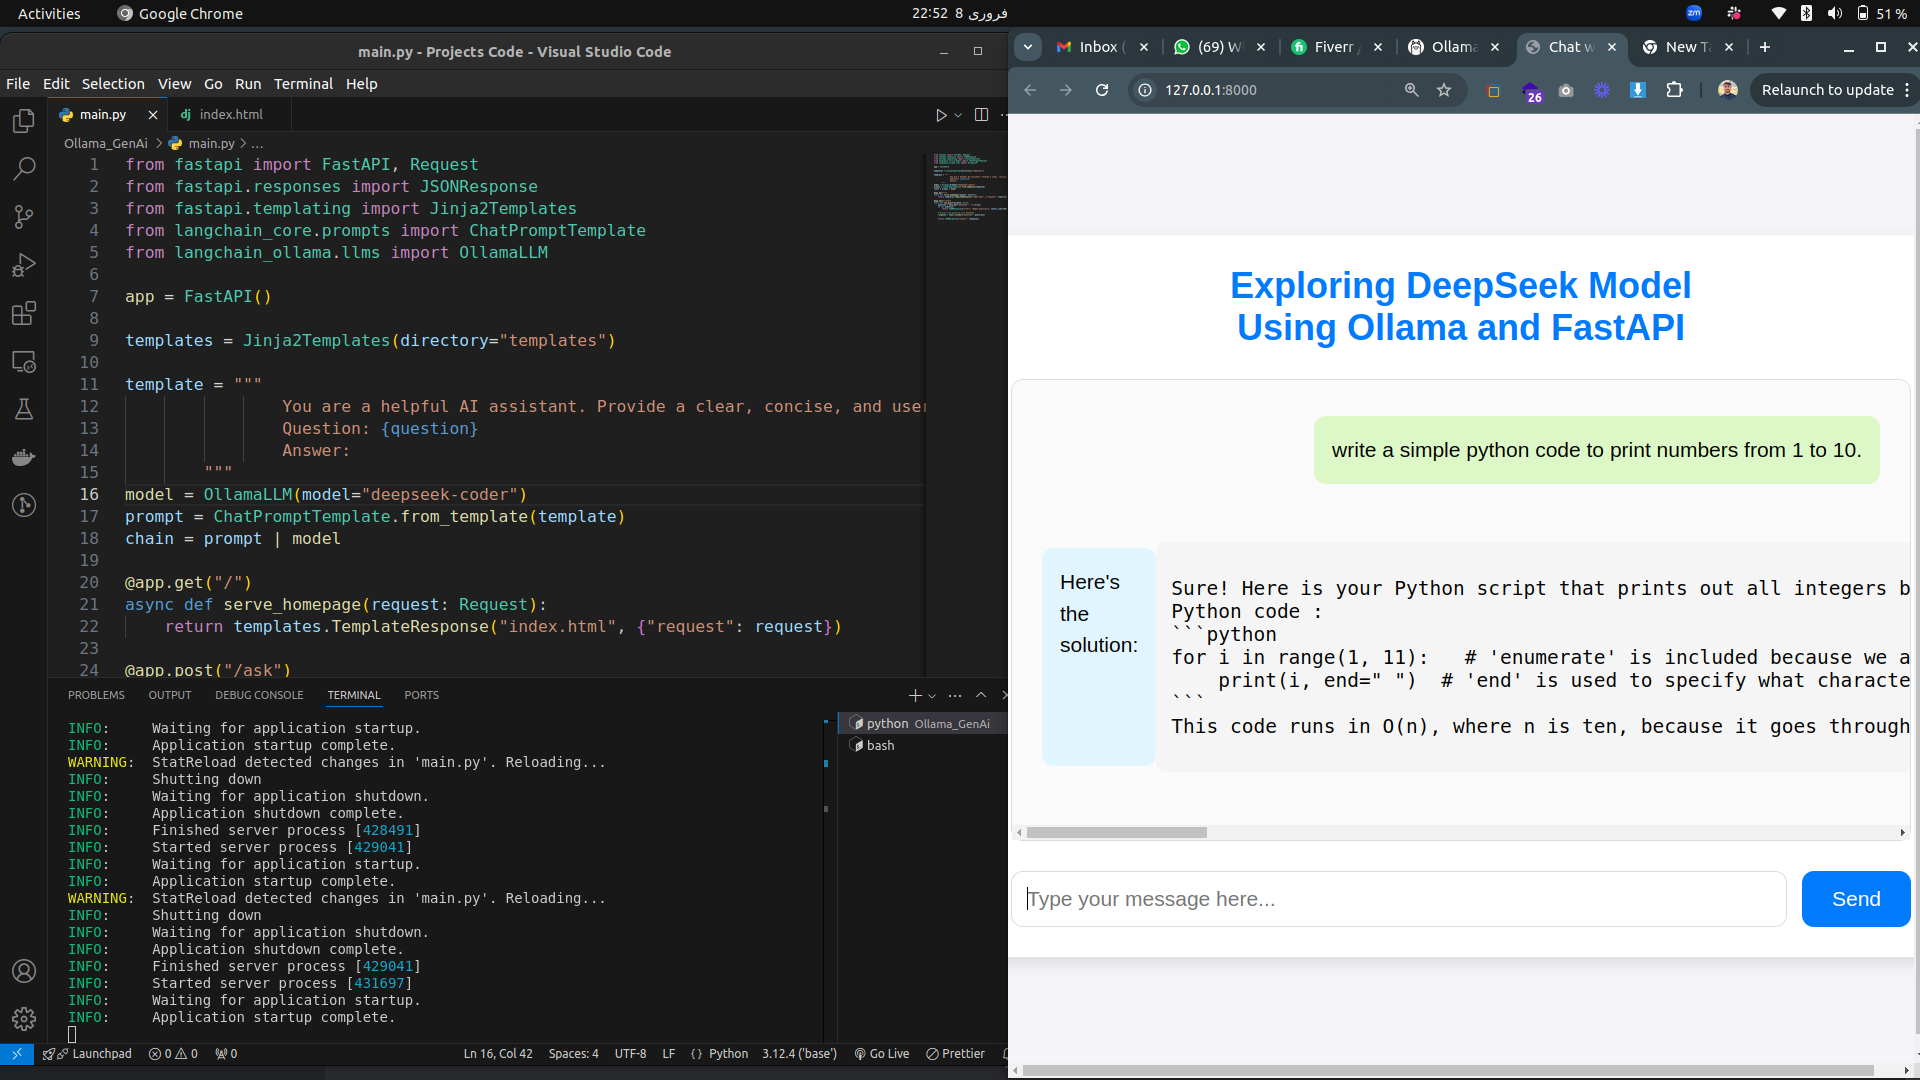 Activities
Google Chrome
22:52 8 فروری
zm
51 %
main.py - Projects Code - Visual Studio Code
File Edit Selection View Go Run Terminal Help
main.py
index.html
Ollama_GenAi > main.py > ...
1 from fastapi import FastAPI, Request
2 from fastapi.responses import JSONResponse
3 from fastapi.templating import Jinja2Templates
4 from langchain_core.prompts import ChatPromptTemplate
5 from langchain_ollama.llms import OllamaLLM
6
7 app = FastAPI()
8
9 templates = Jinja2Templates(directory="templates")
10
11 template = """
12 You are a helpful AI assistant. Provide a clear, concise, and user
13 Question: {question}
14 Answer:
15 """
16 model = OllamaLLM(model="deepseek-coder")
17 prompt = ChatPromptTemplate.from_template(template)
18 chain = prompt | model
19
20 @app.get("/")
21 async def serve_homepage(request: Request):
22 return templates.TemplateResponse("index.html", {"request": request})
23
24 @app.post("/ask")
PROBLEMS OUTPUT DEBUG CONSOLE TERMINAL PORTS
INFO: Waiting for application startup.
INFO: Application startup complete.
WARNING: StatReload detected changes in 'main.py'. Reloading...
INFO: Shutting down
INFO: Waiting for application shutdown.
INFO: Application shutdown complete.
INFO: Finished server process [428491]
INFO: Started server process [429041]
INFO: Waiting for application startup.
INFO: Application startup complete.
WARNING: StatReload detected changes in 'main.py'. Reloading...
INFO: Shutting down
INFO: Waiting for application shutdown.
INFO: Application shutdown complete.
INFO: Finished server process [429041]
INFO: Started server process [431697]
INFO: Waiting for application startup.
INFO: Application startup complete.
python Ollama_GenAi
bash
Launchpad 0 0 0 Ln 16, Col 42 Spaces: 4 UTF-8 LF {} Python 3.12.4 ('base') Go Live Prettier
Inbox (
(69) W
Fiverr
Ollama
Chat w
New T
127.0.0.1:8000
26
Relaunch to update
Exploring DeepSeek Model
Using Ollama and FastAPI
write a simple python code to print numbers from 1 to 10.
Here's
the
solution:
Sure! Here is your Python script that prints out all integers b
Python code :
```python
for i in range(1, 11): # 'enumerate' is included because we a
print(i, end=" ") # 'end' is used to specify what characte
```
This code runs in O(n), where n is ten, because it goes through
Type your message here...
Send